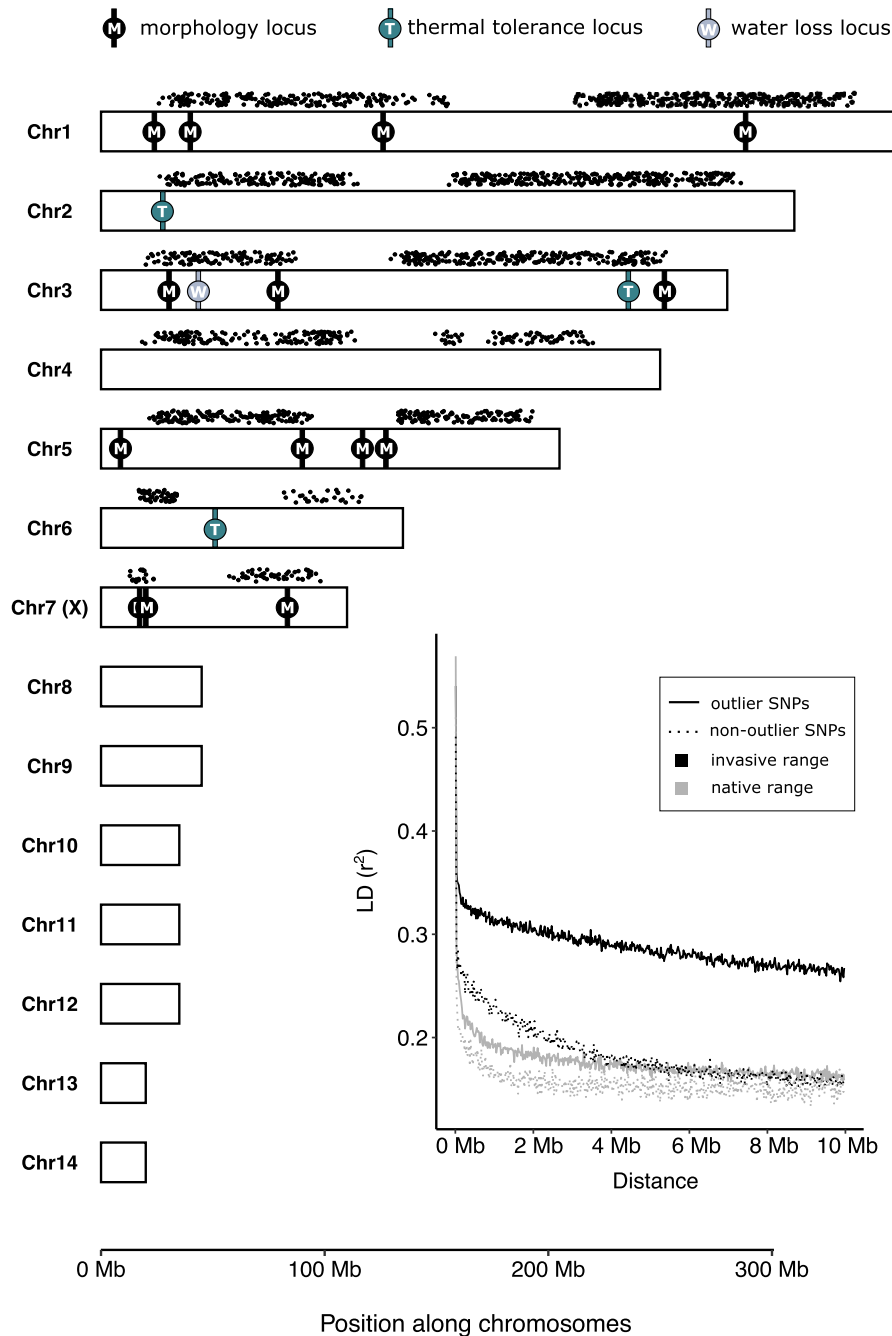 M morphology locus T thermal tolerance locus W water loss locus
Chr1 M M M M
Chr2 T
Chr3 M W M T M
Chr4
Chr5 M M M M
Chr6 T
Chr7 (X) M M
Chr8
outlier SNPs
0.5
non-outlier SNPs
invasive range
Chr9
native range
0.4
Chr10
LD (r²)
Chr11
0.3
Chr12
0.2
Chr13
0 Mb 2 Mb 4 Mb 6 Mb 8 Mb 10 Mb
Chr14
Distance
0 Mb 100 Mb 200 Mb 300 Mb
Position along chromosomes